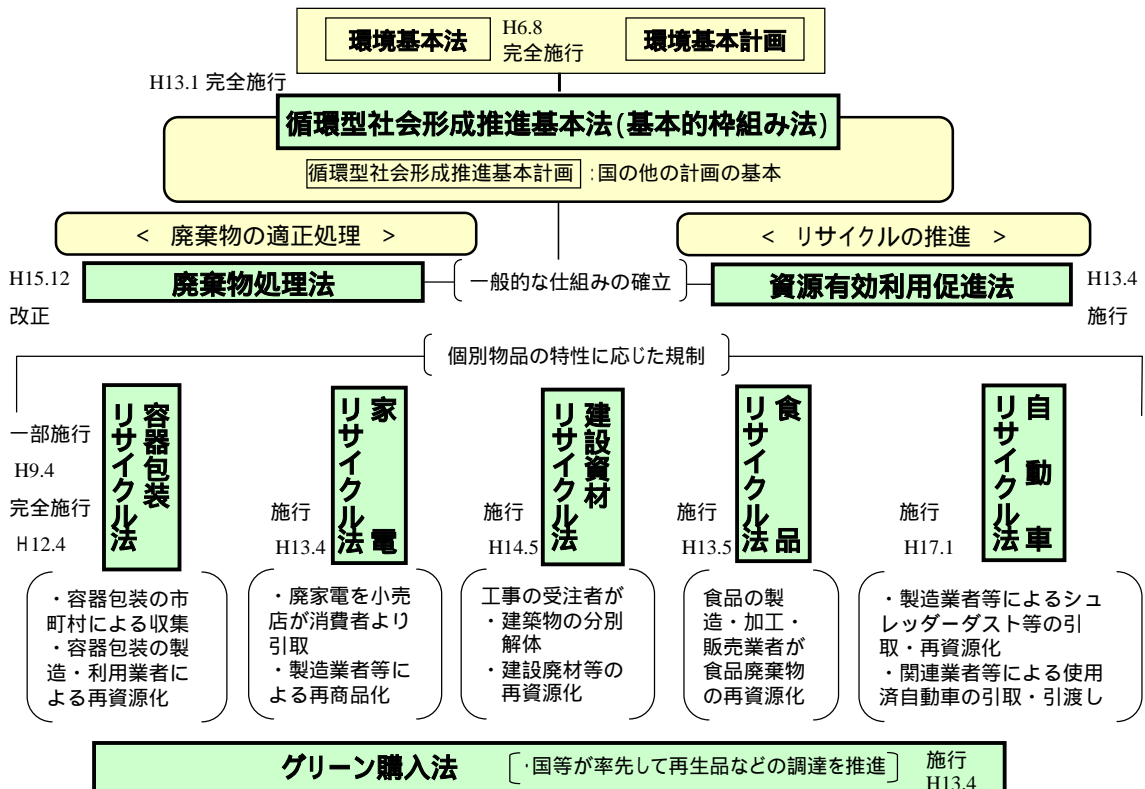 環境基本法
H6.8
完全施行
環境基本計画
H13.1 完全施行
循環型社会形成推進基本法(基本的枠組み法)
循環型社会形成推進基本計画 :国の他の計画の基本
< 廃棄物の適正処理 >
< リサイクルの推進 >
H15.12
改正
廃棄物処理法
一般的な仕組みの確立
資源有効利用促進法
H13.4
施行
個別物品の特性に応じた規制
一部施行
H9.4
完全施行
H12.4
容器包装
リサイクル法
施行
H13.4
家電
リサイクル法
施行
H14.5
建設資材
リサイクル法
施行
H13.5
食品
リサイクル法
施行
H17.1
自動車
リサイクル法
・容器包装の市
町村による収集
・容器包装の製
造・利用業者に
よる再資源化
・廃家電を小売
店が消費者より
引取
・製造業者等に
よる再商品化
工事の受注者が
・建築物の分別
解体
・建設廃材等の
再資源化
食品の製
造・加工・
販売業者が
食品廃棄物
の再資源化
・製造業者等によるシュ
レッダーダスト等の引
取・再資源化
・関連業者等による使用
済自動車の引取・引渡し
グリーン購入法
・国等が率先して再生品などの調達を推進
施行
H13.4